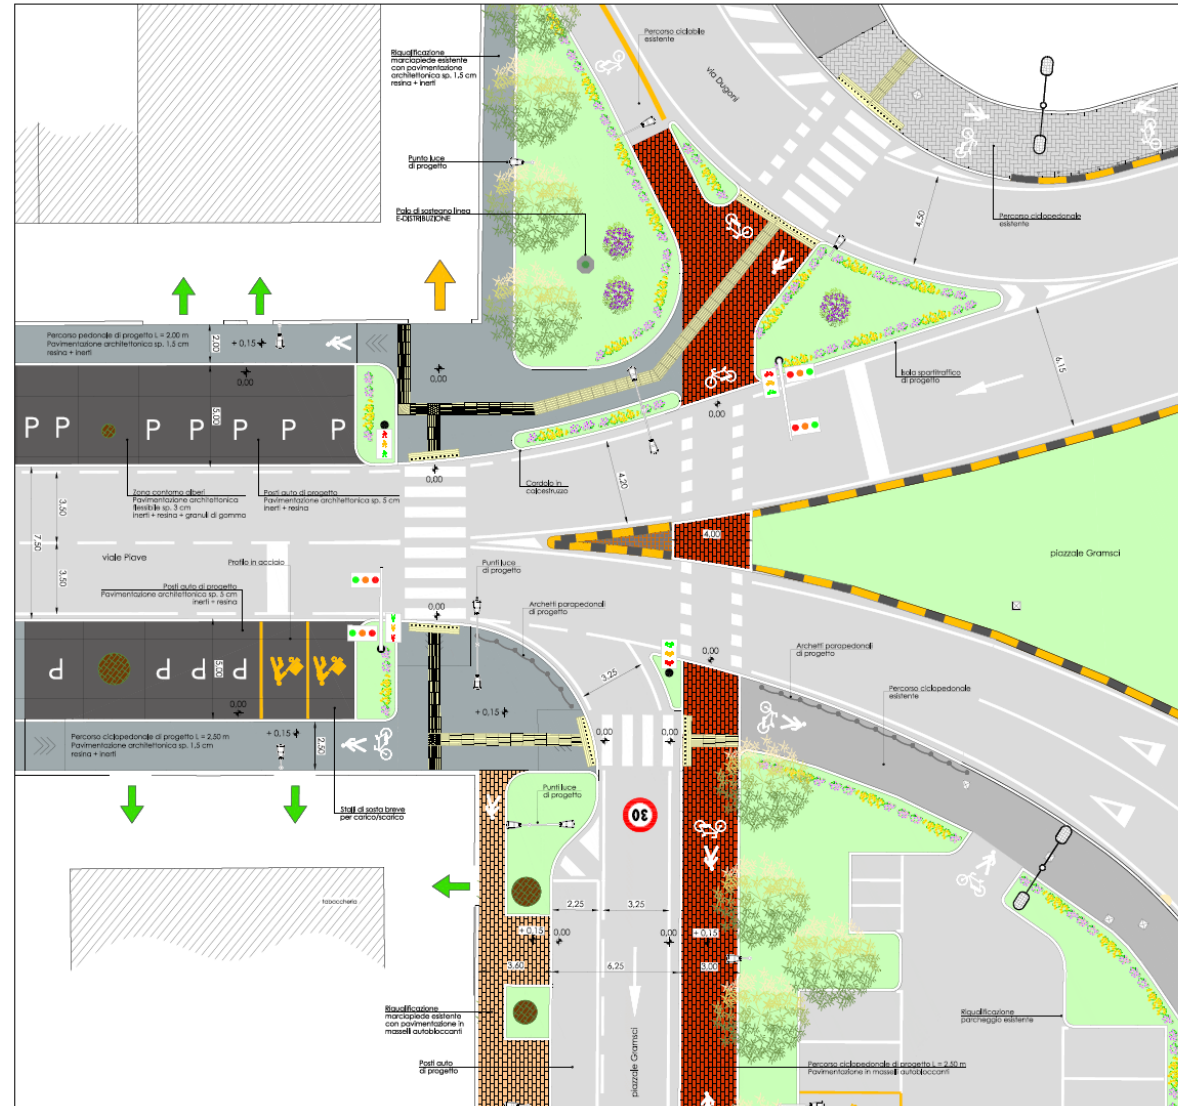 Riqualificazione
marciapiede esistente
con pavimentazione
architettonica sp. 1,5 cm
resina + inerti
Percorso ciclabile
esistente
via Dugoni
Punto luce
di progetto
Palo di sostegno linea
E-DISTRIBUZIONE
4,50
Percorso ciclopedonale
esistente
Percorso pedonale di progetto L = 2,00 m
Pavimentazione architettonica sp. 1,5 cm
resina + inerti
2,00
+ 0,15
0,00
0,00
Isola spartitraffico
di progetto
6,15
0,00
P P P P P P P
5,00
0,00
Zona contorno alberi
Pavimentazione architettonica
flessibile sp. 3 cm
inerti + resina + granuli di gomma
Posti auto di progetto
Pavimentazione architettonica sp. 5 cm
inerti + resina
Cordolo in
calcestruzzo
4,20
3,50
7,50
3,50
4,00
viale Piave
Profilo in acciaio
Punti luce
di progetto
piazzale Gramsci
Posti auto di progetto
Pavimentazione architettonica sp. 5 cm
inerti + resina
0,00
Archetti parapedonali
di progetto
Archetti parapedonali
di progetto
0,00
P P P P
5,00
0,00
3,25
Percorso ciclopedonale
esistente
+ 0,15
Percorso ciclopedonale di progetto L = 2,50 m
Pavimentazione architettonica sp. 1,5 cm
resina + inerti
+ 0,15
2,50
0,00
0,00
Stalli di sosta breve
per carico/scarico
Punti luce
di progetto
30
tabaccheria
2,25
3,25
+ 0,15
0,00
0,00
+ 0,15
3,60
6,25
3,00
Riqualificazione
marciapiede esistente
con pavimentazione in
masselli autobloccanti
Riqualificazione
parcheggio esistente
Posti auto
di progetto
piazzale Gramsci
Percorso ciclopedonale di progetto L = 2,50 m
Pavimentazione in masselli autobloccanti